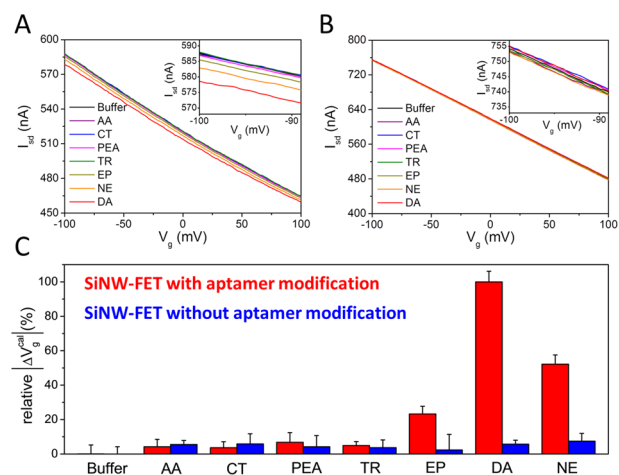 A
600
570
540
510
480
450
I_sd (nA)
-100
-50
0
50
100
V_g (mV)
Buffer
AA
CT
PEA
TR
EP
NE
DA
590
585
580
575
570
I_sd (nA)
-100
-90
V_g (mV)
B
800
720
640
560
480
400
I_sd (nA)
-100
-50
0
50
100
V_g (mV)
Buffer
AA
CT
PEA
TR
EP
NE
DA
755
750
745
740
735
I_sd (nA)
-100
-90
V_g (mV)
C
SiNW-FET with aptamer modification
SiNW-FET without aptamer modification
100
80
60
40
20
0
relative |ΔV_g^cal|(%)
Buffer AA CT PEA TR EP DA NE